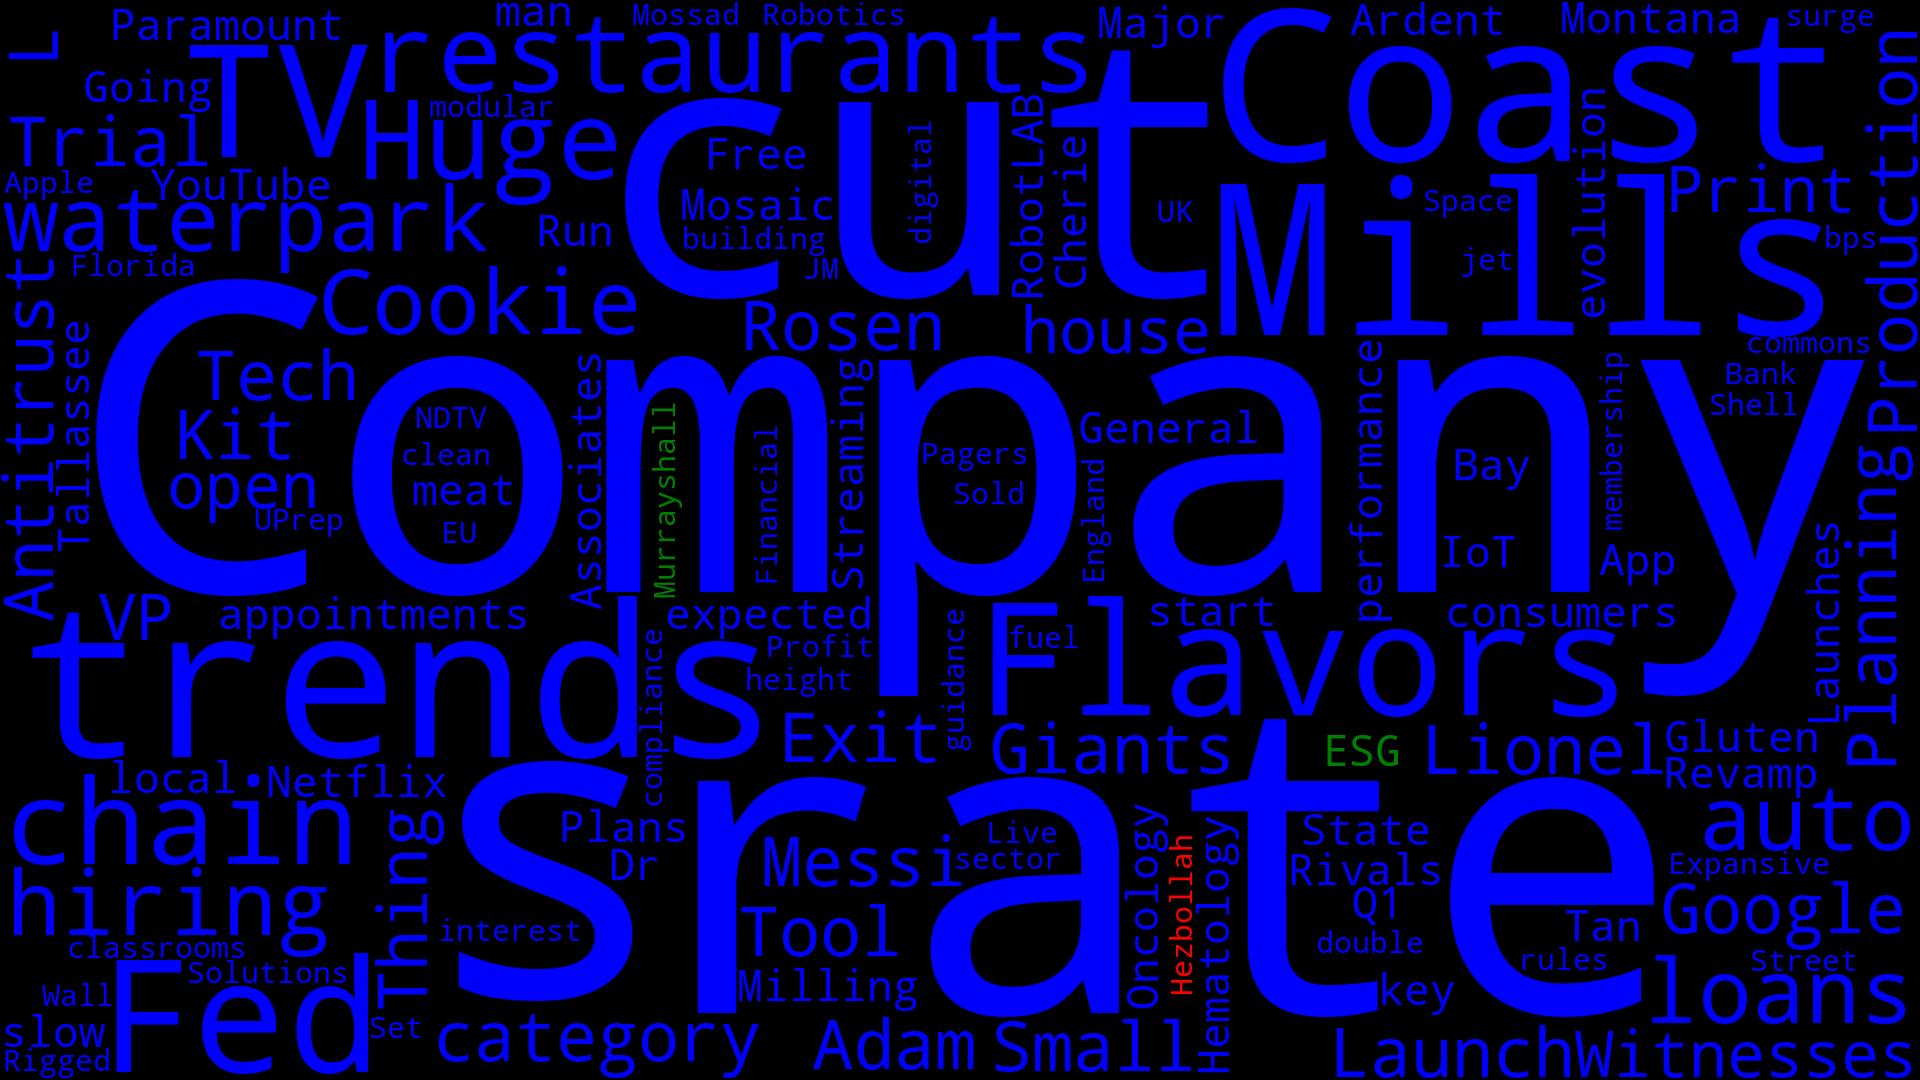 L
Paramount
man
Mossad
Robotics
Major
Ardent
Montana
surge
TV
restaurants
Coast
Going
Huge
modular
cut
Trial
Free
digital
RobotLAB
Cherie
evolution
Production
Apple
YouTube
waterpark
Run
Mosaic
building
JM
UK
Mills
Space
jet
Print
bps
Florida
Antitrust
Tallassee
Cookie
Rosen
house
commons
Company
Tech
Kit
open
UPrep
NDTV
clean
meat
EU
Associates
Murrayshall
Financial
Streaming
Pagers
Sold
General
England
performance
Bay
IoT
membership
App
Bank
Shell
Launches
Planning
VP
appointments
expected
start
consumers
trends
compliance
Profit
height
guidance
fuel
Flavors
Exit
Giants
ESG
Lionel
Gluten
Revamp
local
Netflix
chain
Thing
srate
Plans
Dr
Messi
Live
sector
Oncology
Hezbollah
Hematology
State
Rivals
Q1
double
auto
Expansive
hiring
interest
Tool
Tan
Google
classrooms
Solutions
Milling
key
rules
Street
loans
Wall
Fed
slow
Set
Rigged
category
Adam
Small
Launch
Witnesses